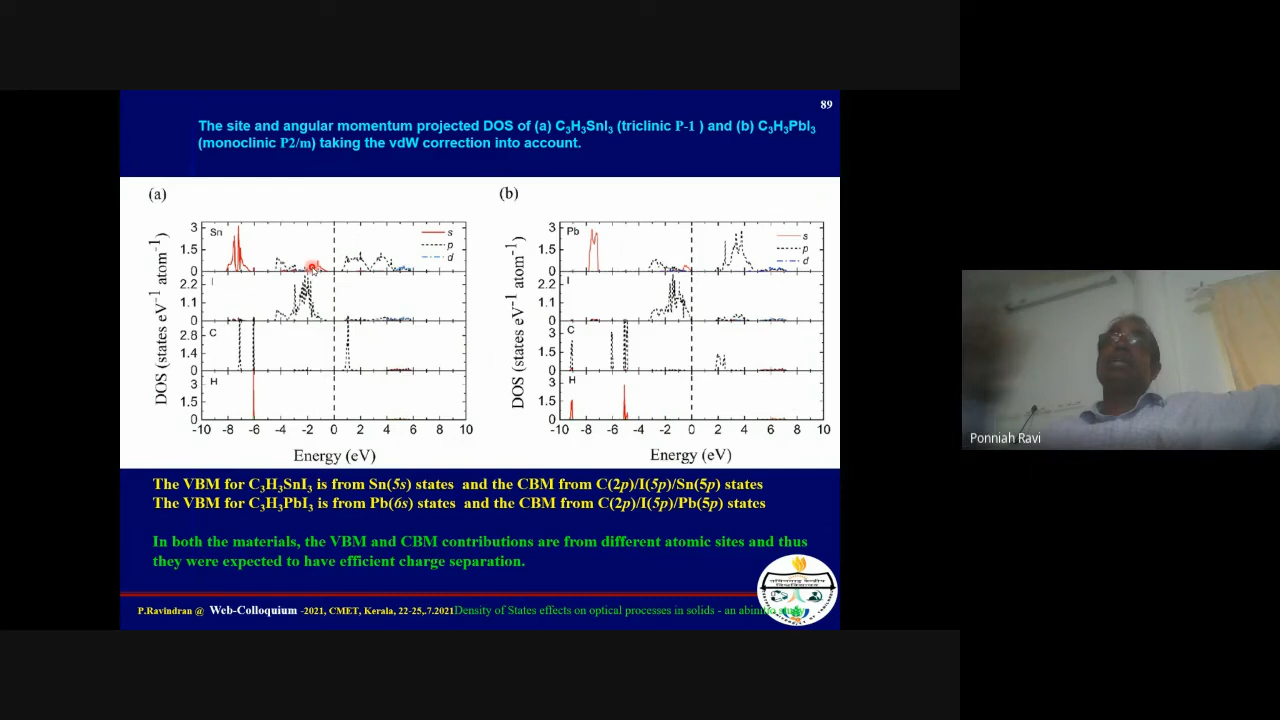 89
The site and angular momentum projected DOS of (a) C₃H₃SnI₃ (triclinic P-1 ) and (b) C₃H₃PbI₃
(monoclinic P2/m) taking the vdW correction into account.
(a)
(b)
DOS (states eV⁻¹ atom⁻¹)
3
1.5
0
Sn
s
p
d
2.2
1.1
0
I
2.8
1.4
0
C
3
1.5
0
H
-10 -8 -6 -4 -2 0 2 4 6 8 10
Energy (eV)
DOS (states eV⁻¹ atom⁻¹)
3
1.5
0
Pb
s
p
d
2.2
1.1
0
I
3
1.5
0
C
3
1.5
0
H
-10 -8 -6 -4 -2 0 2 4 6 8 10
Energy (eV)
The VBM for C₃H₃SnI₃ is from Sn(5s) states and the CBM from C(2p)/I(5p)/Sn(5p) states
The VBM for C₃H₃PbI₃ is from Pb(6s) states and the CBM from C(2p)/I(5p)/Pb(5p) states
In both the materials, the VBM and CBM contributions are from different atomic sites and thus
they were expected to have efficient charge separation.
P.Ravindran @ Web-Colloquium -2021, CMET, Kerala, 22-25,.7.2021Density of States effects on optical processes in solids - an abinitio study
Ponniah Ravi